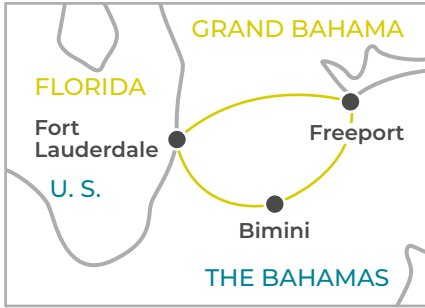 GRAND BAHAMA
FLORIDA
Fort
Lauderdale
Freeport
U. S.
Bimini
THE BAHAMAS